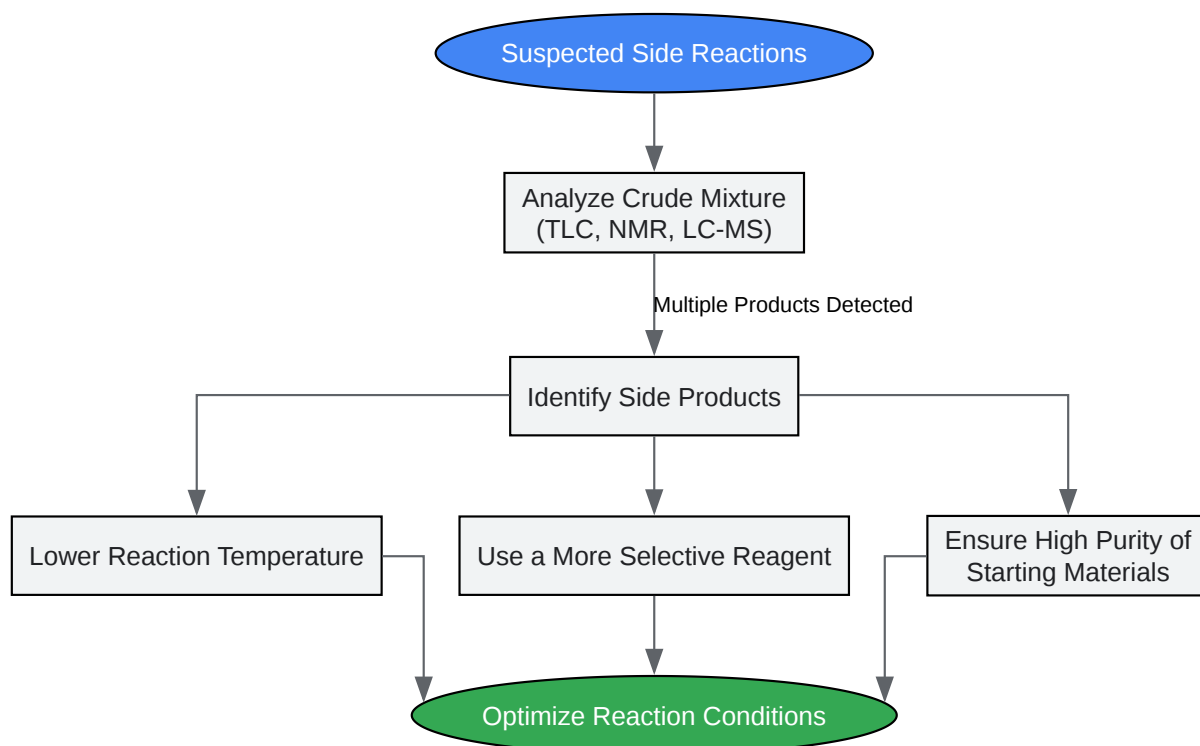 Suspected Side Reactions
Analyze Crude Mixture
(TLC, NMR, LC-MS)
Multiple Products Detected
Identify Side Products
Lower Reaction Temperature
Use a More Selective Reagent
Ensure High Purity of
Starting Materials
Optimize Reaction Conditions